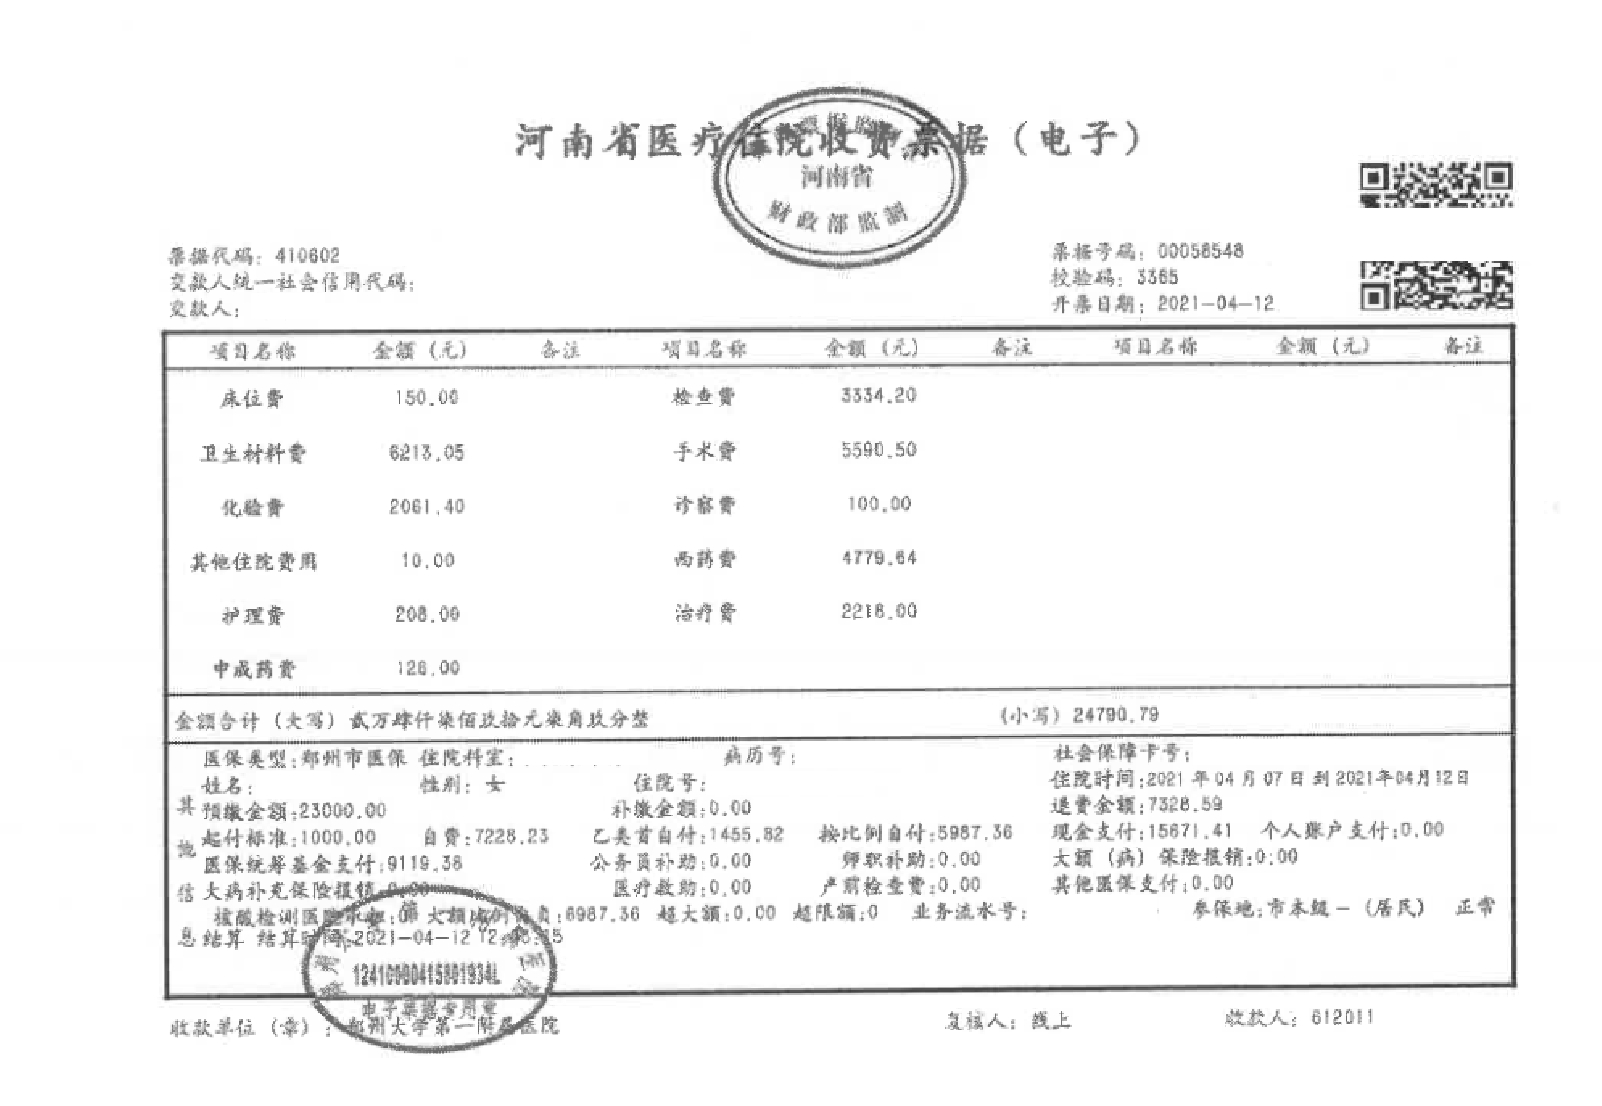 河南省医疗住院收费票据（电子）
河南省
财政部监制
票据代码：410602
票据号码：00056548
交款人统一社会信用代码：
校验码：3365
交款人：
开票日期：2021-04-12
项目名称 金额（元） 备注 项目名称 金额（元） 备注 项目名称 金额（元） 备注
床位费 150.00 检查费 3334.20
卫生材料费 6213.05 手术费 5590.50
化验费 2061.40 诊察费 100.00
其他住院费用 10.00 西药费 4779.64
护理费 208.00 治疗费 2218.00
中成药费 126.00
金额合计（大写）贰万肆仟柒佰玖拾元柒角玖分整 （小写）24790.79
其他信息
医保类型:郑州市医保 住院科室: 病历号: 社会保障卡号:
姓名: 性别: 女 住院号: 住院时间:2021年04月07日到2021年04月12日
预缴金额:23000.00 补缴金额:0.00 退费金额:7328.59
起付标准:1000.00 自费:7228.23 乙类首自付:1455.82 按比例自付:5987.36 现金支付:15671.41 个人账户支付:0.00
医保统筹基金支付:9119.38 公务员补助:0.00 师职补助:0.00 大额（病）保险报销:0.00
大病补充保险报销:0.00 医疗救助:0.00 产前检查费:0.00 其他医保支付:0.00
核酸检测医 :0 大额 :6987.36 超大额:0.00 超限额:0 业务流水号: 参保地:市本级-（居民） 正常
结算 结算时间:2021-04-12 12
电子票据专用章
收款单位（章）：郑州大学第一附属医院 复核人：线上 收款人：612011